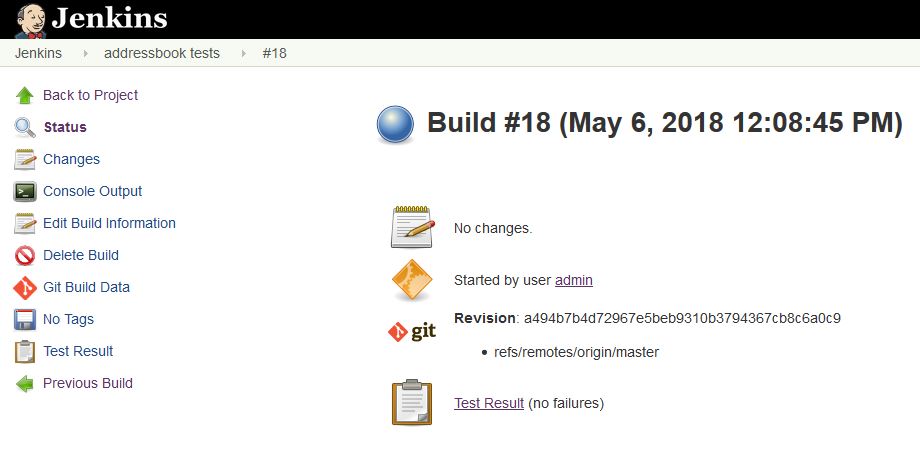 Jenkins
Jenkins addressbook tests #18
Back to Project
Status
Changes
Console Output
Edit Build Information
Delete Build
Git Build Data
No Tags
Test Result
Previous Build
Build #18 (May 6, 2018 12:08:45 PM)
No changes.
Started by user admin
git
Revision: a494b7b4d72967e5beb9310b3794367cb8c6a0c9
• refs/remotes/origin/master
Test Result (no failures)